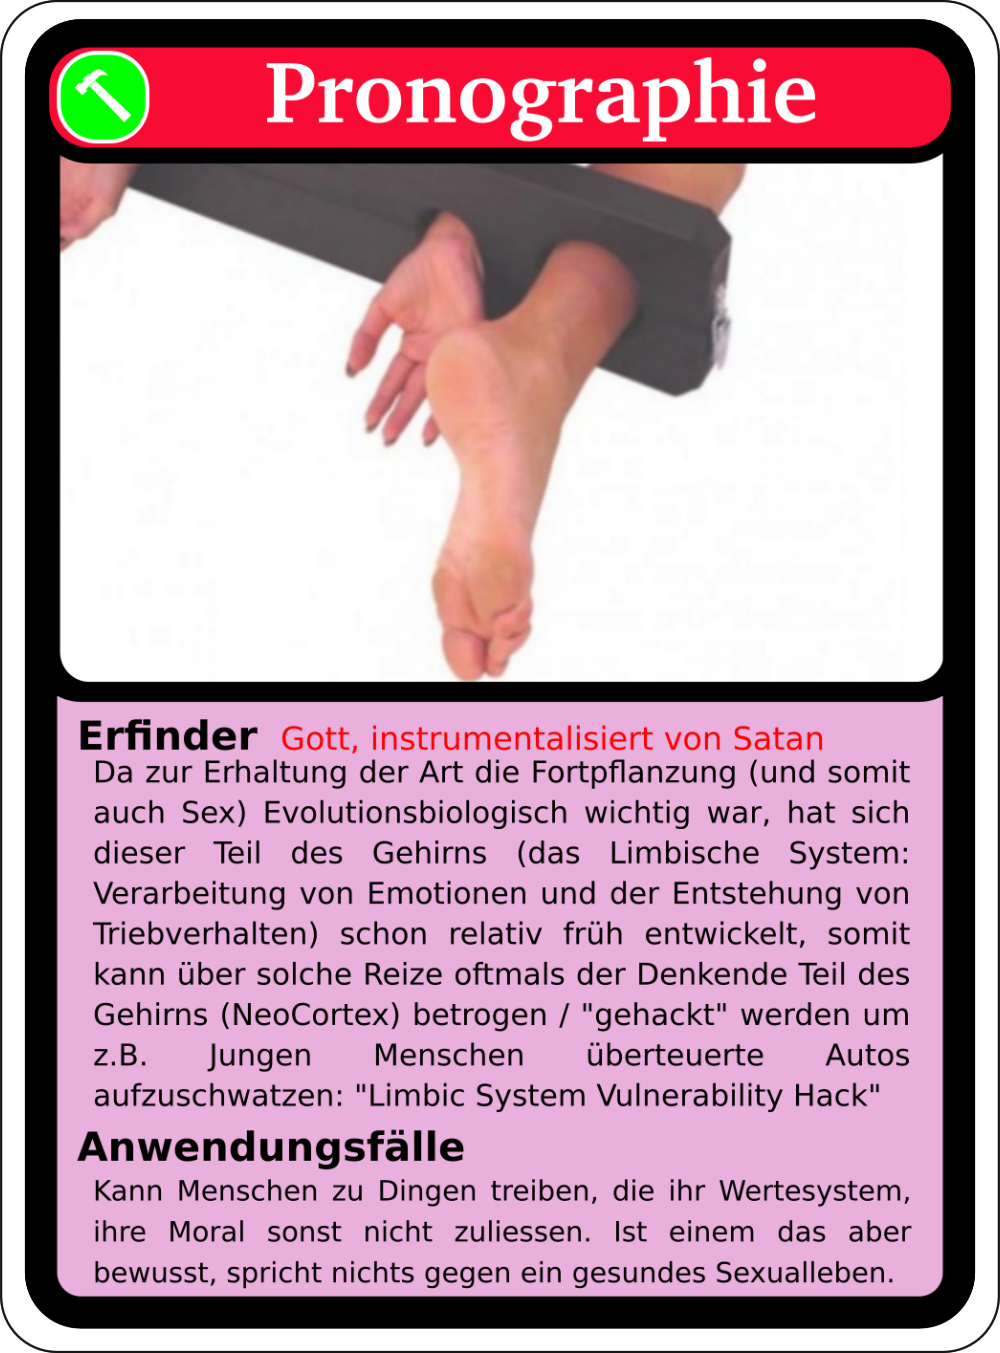 Pronographie
Erfinder Gott, instrumentalisiert von Satan
Da zur Erhaltung der Art die Fortpflanzung (und somit
auch Sex) Evolutionsbiologisch wichtig war, hat sich
dieser Teil des Gehirns (das Limbische System:
Verarbeitung von Emotionen und der Entstehung von
Triebverhalten) schon relativ früh entwickelt, somit
kann über solche Reize oftmals der Denkende Teil des
Gehirns (NeoCortex) betrogen / "gehackt" werden um
z.B. Jungen Menschen überteuerte Autos
aufzuschwatzen: "Limbic System Vulnerability Hack"
Anwendungsfälle
Kann Menschen zu Dingen treiben, die ihr Wertesystem,
ihre Moral sonst nicht zuliessen. Ist einem das aber
bewusst, spricht nichts gegen ein gesundes Sexualleben.